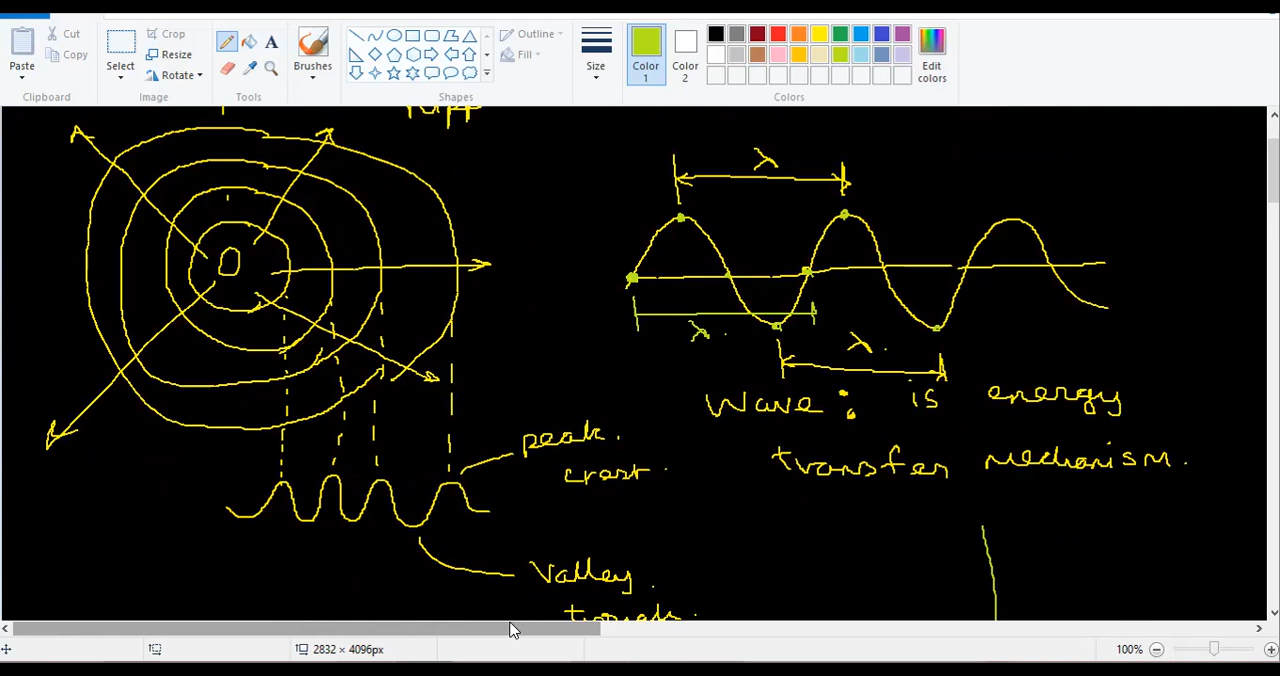 Cut
Copy
Paste
Clipboard
Crop
Resize
Rotate
Select
Image
Tools
Brushes
Shapes
Outline
Fill
Size
Color
1
Color
2
Edit
colors
Colors
λ
λ
λ
Wave: is energy
transfer mechanism.
peak.
crest.
Valley.
2832 × 4096px
100%